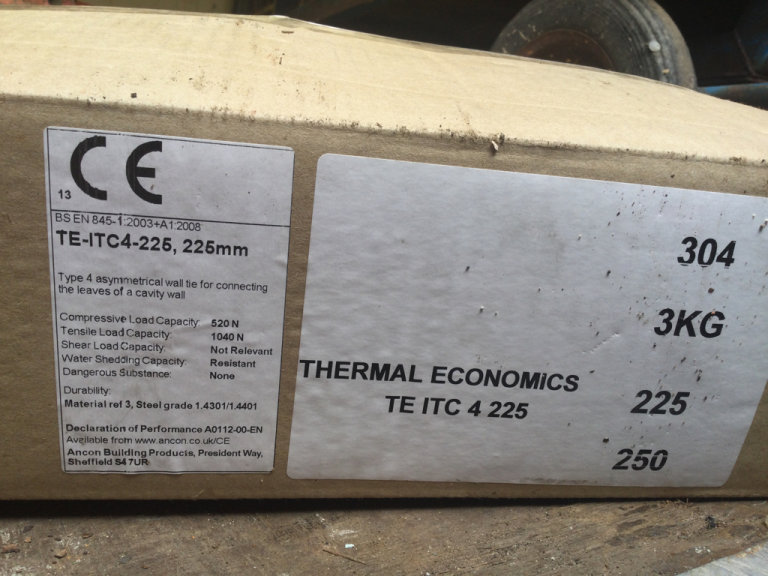 CE
13
BS EN 845-1:2003+A1:2008
TE-ITC4-225, 225mm
Type 4 asymmetrical wall tie for connecting
the leaves of a cavity wall
Compressive Load Capacity: 520 N
Tensile Load Capacity: 1040 N
Shear Load Capacity: Not Relevant
Water Shedding Capacity: Resistant
Dangerous Substance: None
Durability:
Material ref 3, Steel grade 1.4301/1.4401
Declaration of Performance A0112-00-EN
Available from www.ancon.co.uk/CE
Ancon Building Products, President Way,
Sheffield S4 7UR
304
3KG
THERMAL ECONOMiCS
TE ITC 4 225
225
250